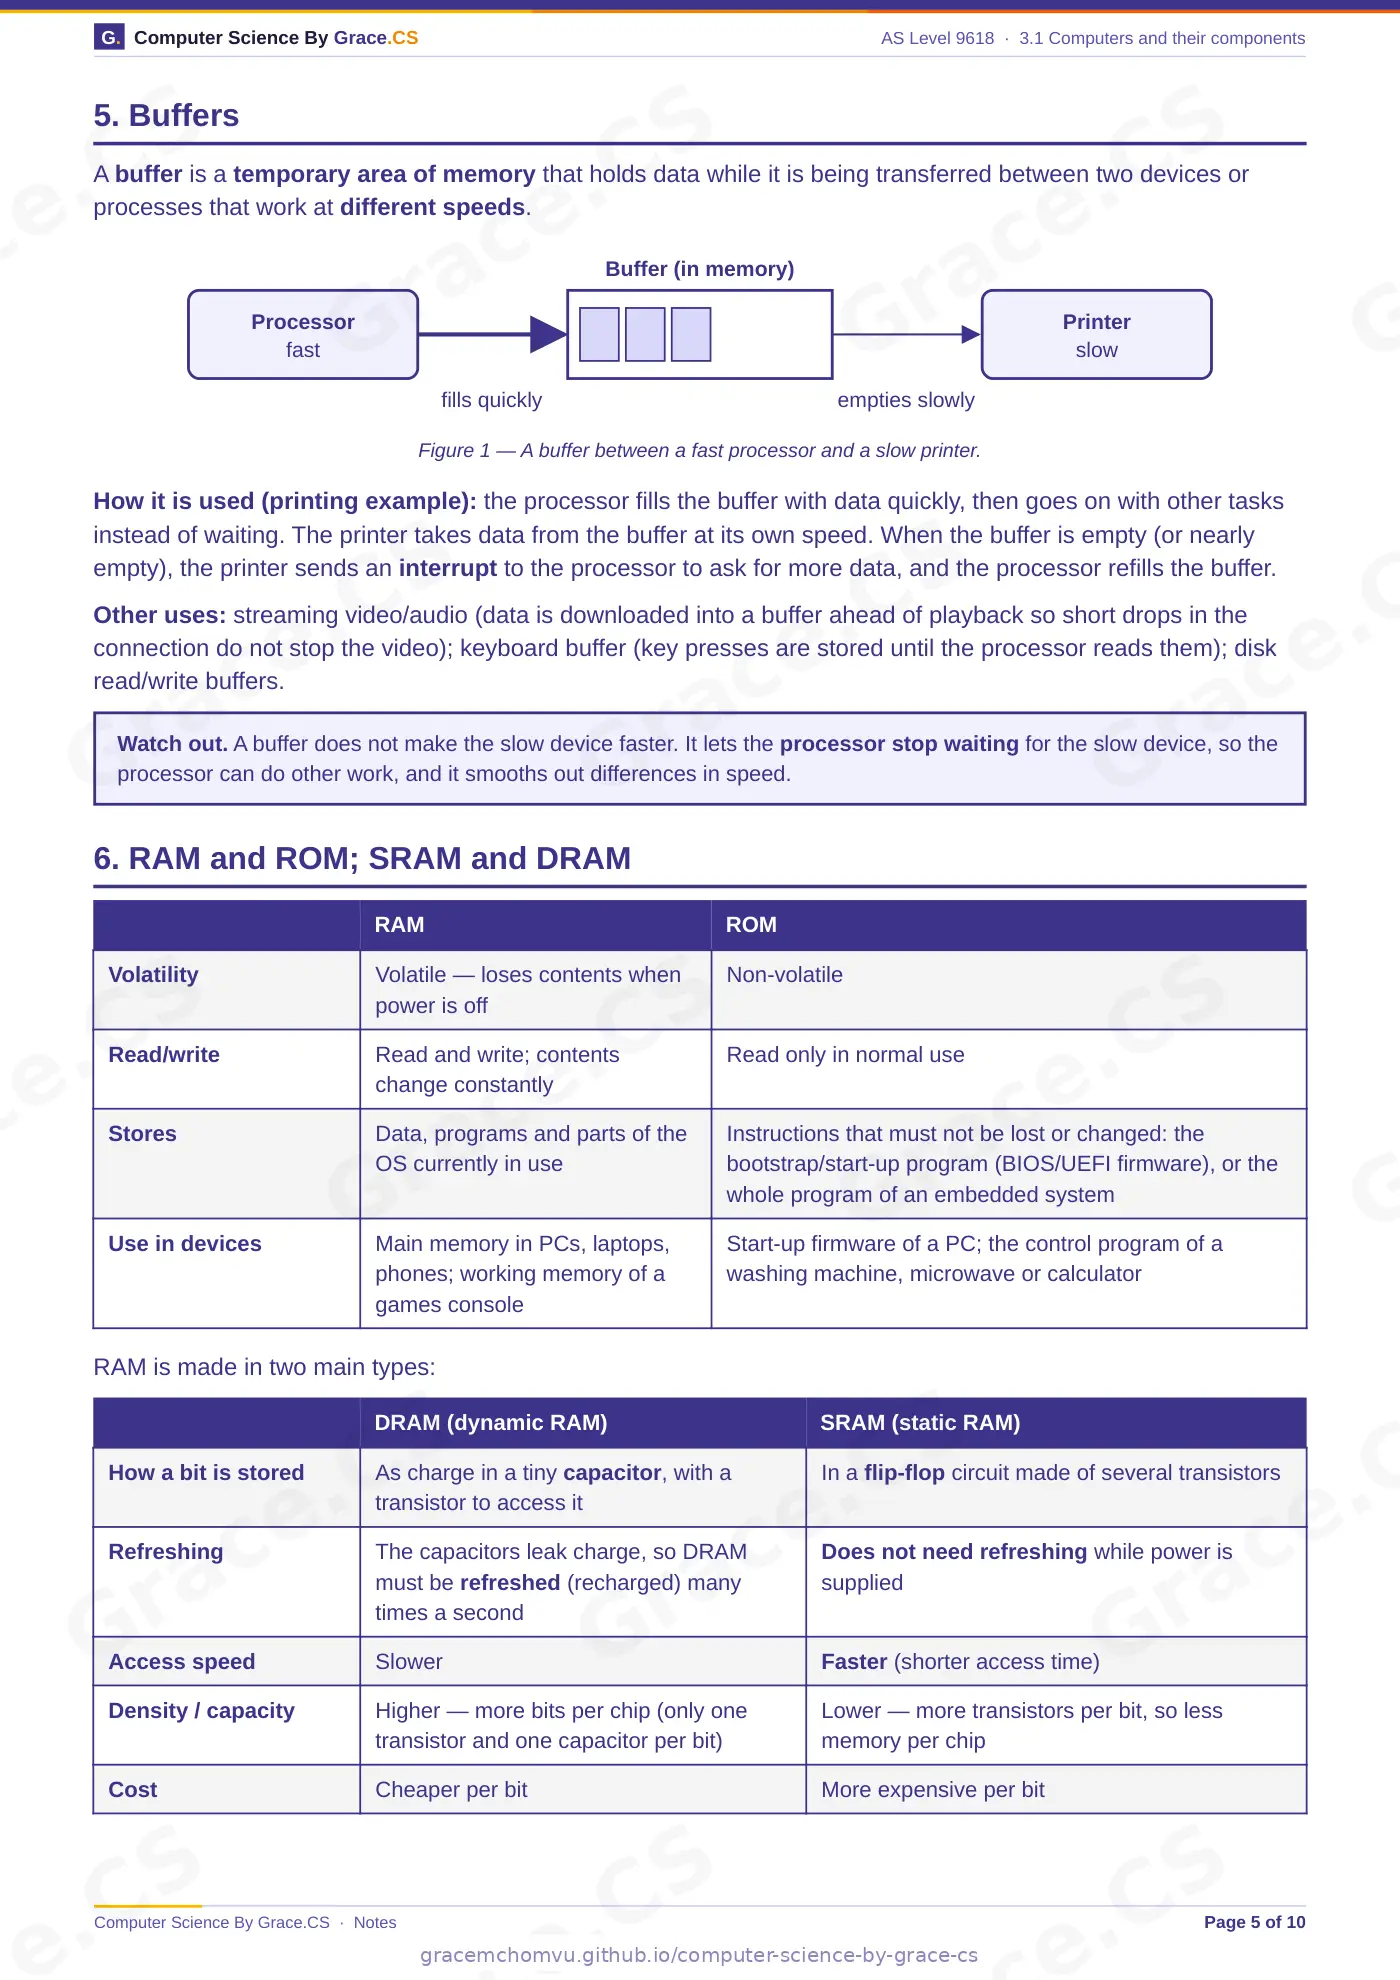 G. Computer Science By Grace.CS
AS Level 9618 · 3.1 Computers and their components
5. Buffers
A buffer is a temporary area of memory that holds data while it is being transferred between two devices or
processes that work at different speeds.
Buffer (in memory)
Processor
fast
Printer
slow
fills quickly
empties slowly
Figure 1 — A buffer between a fast processor and a slow printer.
How it is used (printing example): the processor fills the buffer with data quickly, then goes on with other tasks
instead of waiting. The printer takes data from the buffer at its own speed. When the buffer is empty (or nearly
empty), the printer sends an interrupt to the processor to ask for more data, and the processor refills the buffer.
Other uses: streaming video/audio (data is downloaded into a buffer ahead of playback so short drops in the
connection do not stop the video); keyboard buffer (key presses are stored until the processor reads them); disk
read/write buffers.
Watch out. A buffer does not make the slow device faster. It lets the processor stop waiting for the slow device, so the
processor can do other work, and it smooths out differences in speed.
6. RAM and ROM; SRAM and DRAM
RAM
ROM
Volatility
Volatile — loses contents when
power is off
Non-volatile
Read/write
Read and write; contents
change constantly
Read only in normal use
Stores
Data, programs and parts of the
OS currently in use
Instructions that must not be lost or changed: the
bootstrap/start-up program (BIOS/UEFI firmware), or the
whole program of an embedded system
Use in devices
Main memory in PCs, laptops,
phones; working memory of a
games console
Start-up firmware of a PC; the control program of a
washing machine, microwave or calculator
RAM is made in two main types:
DRAM (dynamic RAM)
SRAM (static RAM)
How a bit is stored
As charge in a tiny capacitor, with a
transistor to access it
In a flip-flop circuit made of several transistors
Refreshing
The capacitors leak charge, so DRAM
must be refreshed (recharged) many
times a second
Does not need refreshing while power is
supplied
Access speed
Slower
Faster (shorter access time)
Density / capacity
Higher — more bits per chip (only one
transistor and one capacitor per bit)
Lower — more transistors per bit, so less
memory per chip
Cost
Cheaper per bit
More expensive per bit
Computer Science By Grace.CS · Notes
Page 5 of 10
gracemchomvu.github.io/computer-science-by-grace-cs